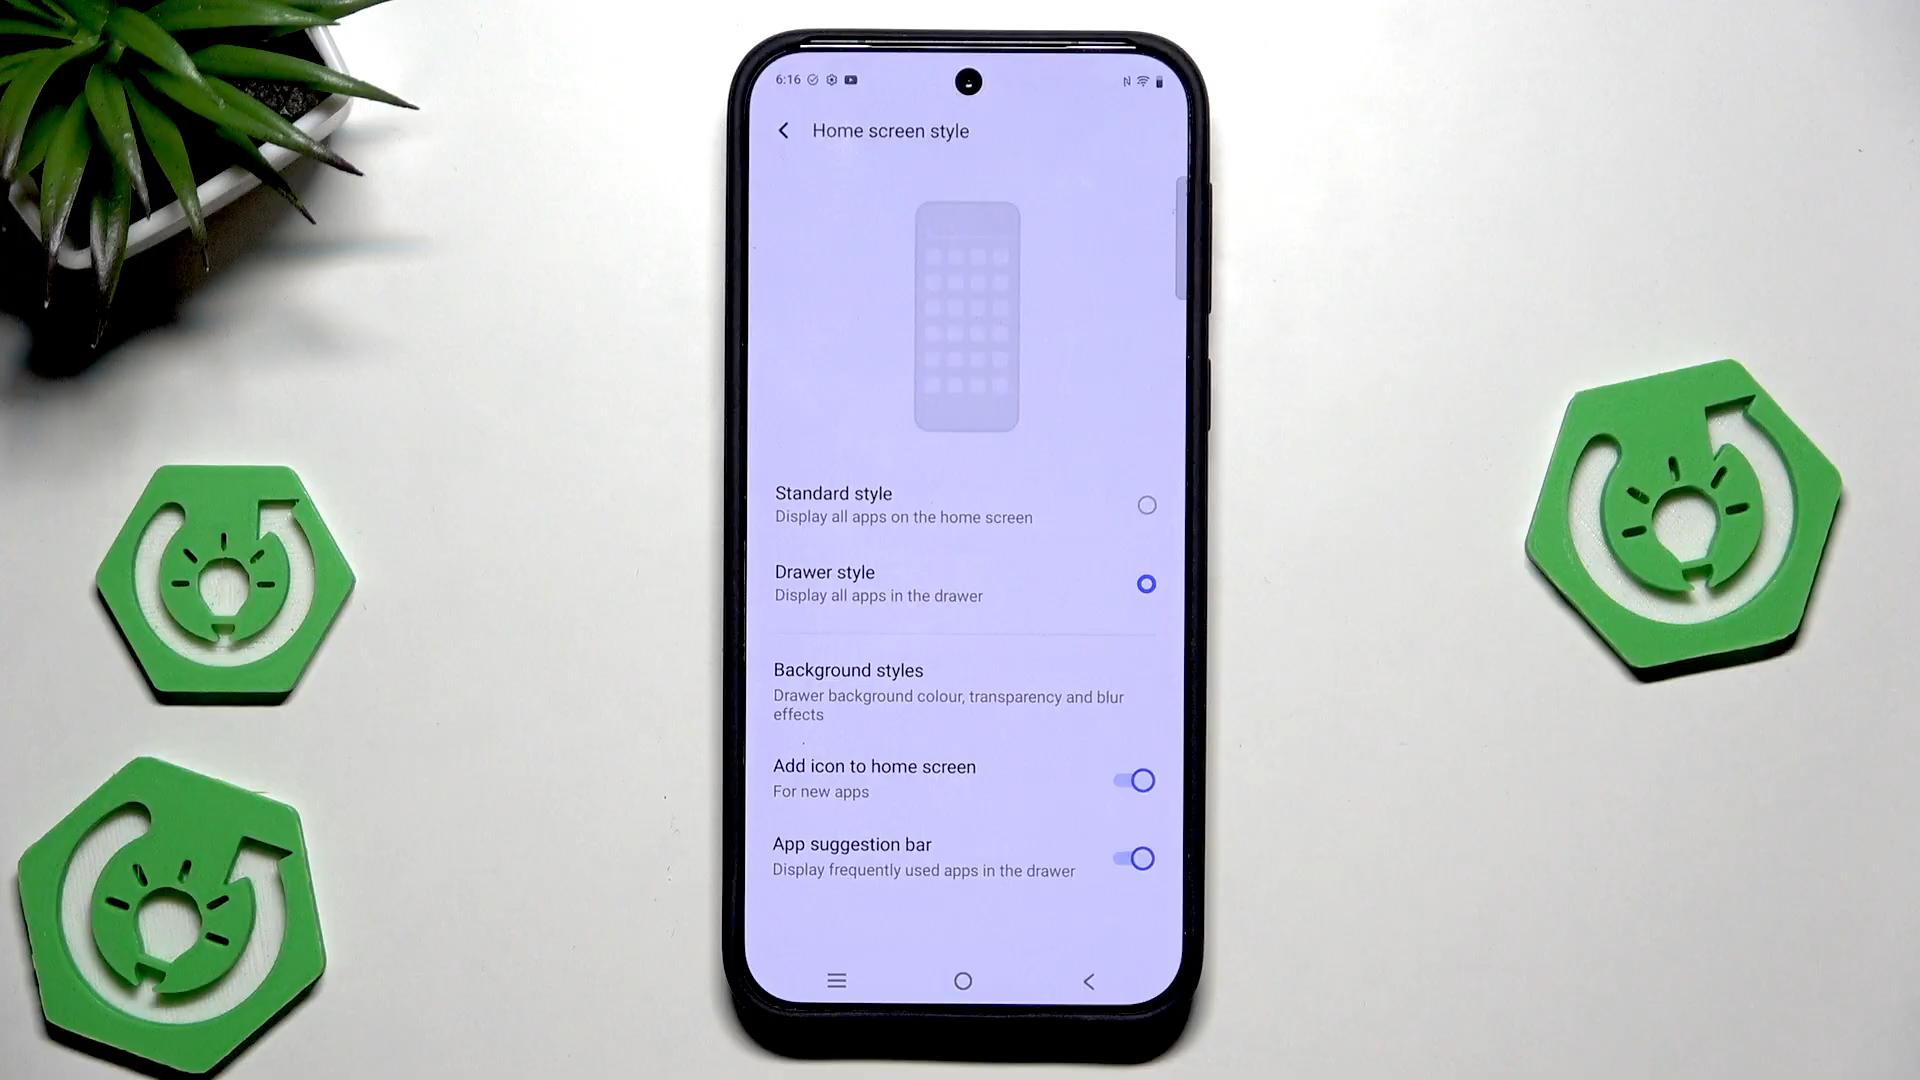 6:16
Home screen style
Standard style
Display all apps on the home screen
Drawer style
Display all apps in the drawer
Background styles
Drawer background colour, transparency and blur
effects
Add icon to home screen
For new apps
App suggestion bar
Display frequently used apps in the drawer